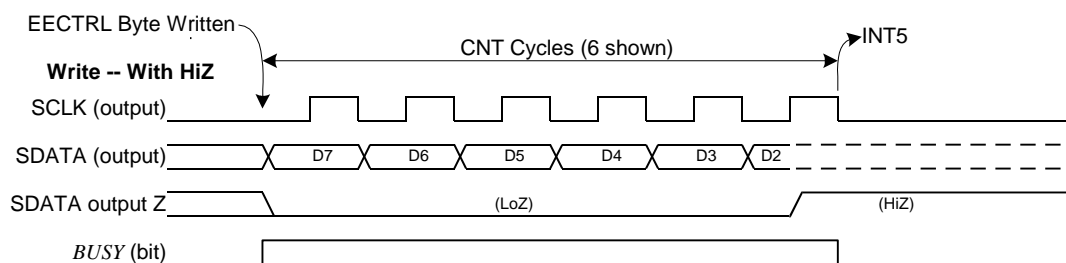 EECTRL Byte Written
CNT Cycles (6 shown)
INT5
Write -- With HiZ
SCLK (output)
SDATA (output) D7 D6 D5 D4 D3 D2
SDATA output Z (LoZ) (HiZ)
BUSY (bit)